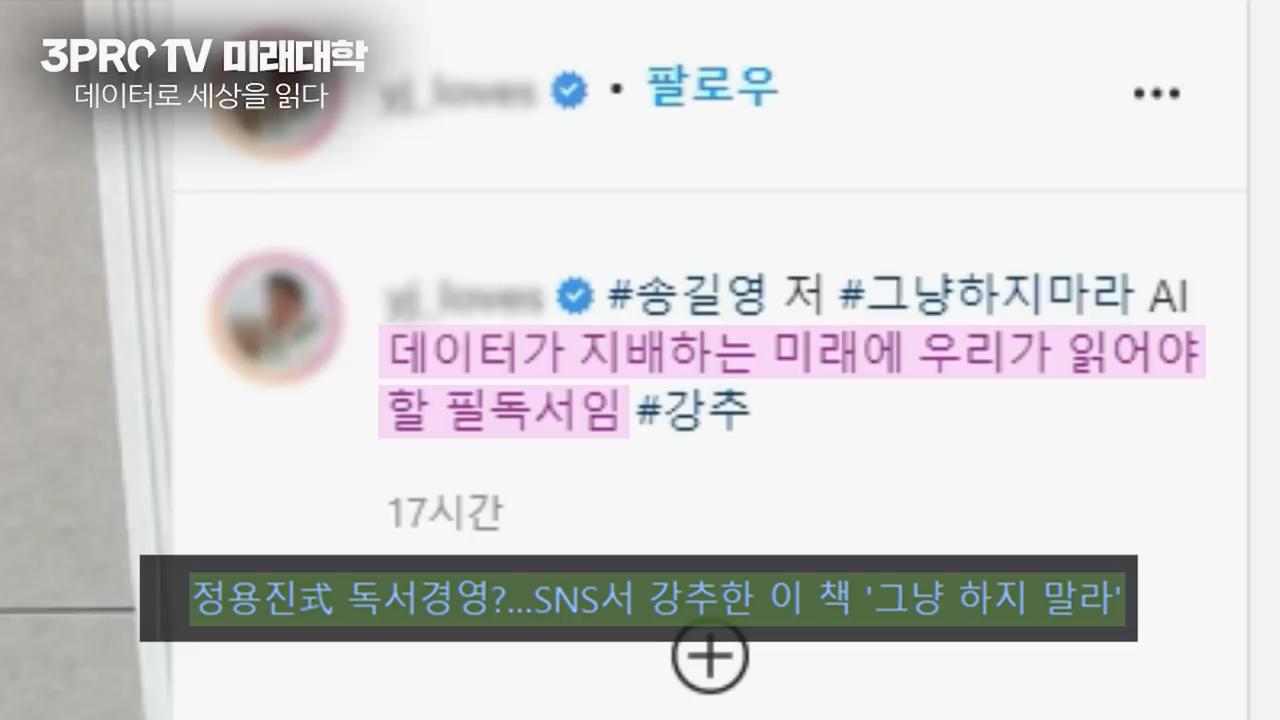 3PRO TV 미래대학
데이터로 세상을 읽다
yj_loves • 팔로우
yj_loves #송길영 저 #그냥하지마라 AI
데이터가 지배하는 미래에 우리가 읽어야
할 필독서임 #강추
17시간
정용진式 독서경영?...SNS서 강추한 이 책 '그냥 하지 말라'